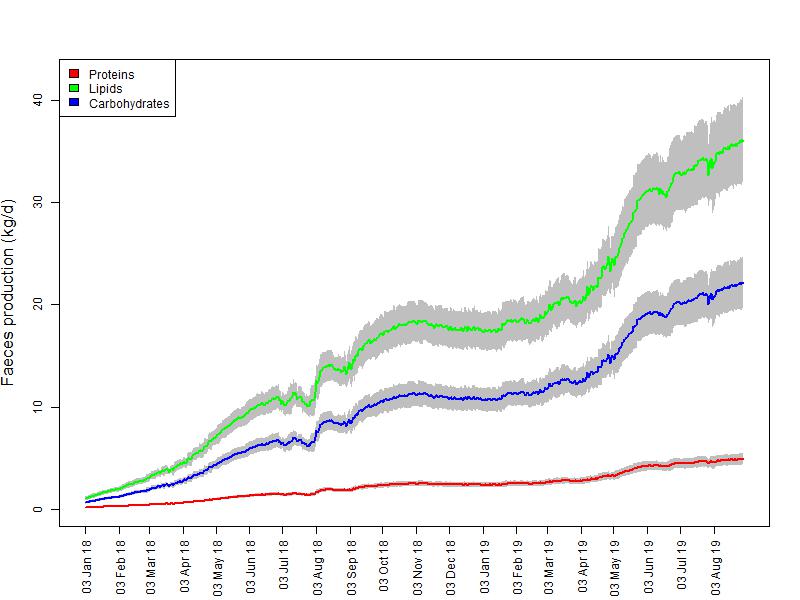 Proteins
Lipids
Carbohydrates
Faeces production (kg/d)
40
30
20
10
0
03 Jan 18
03 Feb 18
03 Mar 18
03 Apr 18
03 May 18
03 Jun 18
03 Jul 18
03 Aug 18
03 Sep 18
03 Oct 18
03 Nov 18
03 Dec 18
03 Jan 19
03 Feb 19
03 Mar 19
03 Apr 19
03 May 19
03 Jun 19
03 Jul 19
03 Aug 19